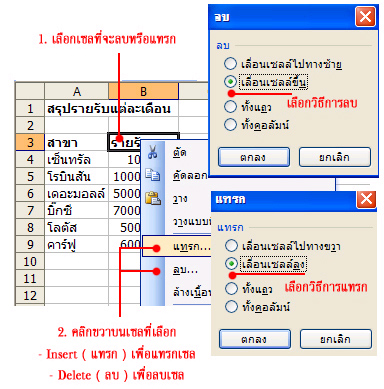 1. เลือกเซลที่จะลบหรือแทรก
ลบ
ลบ
เลื่อนเซลล์ไปทางซ้าย
เลื่อนเซลล์ขึ้น
เลือกวิธีการลบ
ทั้งแถว
ทั้งคอลัมน์
ตกลง
ยกเลิก
A B C
1 สรุปรายรับแต่ละเดือน
2
3 สาขา
4 เซ็นทรัล 10
5 โรบินสัน 1000
6 เดอะมอลล์ 5000
7 บิ๊กซี 7000
8 โลตัส 500
9 คาร์ฟู 600
10
11
12
ตัด
คัดลอก
วาง
วางแบบ
แทรก...
ลบ...
ล้างเนื้อ
แทรก
แทรก
เลื่อนเซลล์ไปทางขวา
เลื่อนเซลล์ลง
เลือกวิธีการแทรก
ทั้งแถว
ทั้งคอลัมน์
ตกลง
ยกเลิก
2. คลิกขวาบนเซลที่เลือก
- Insert ( แทรก ) เพื่อแทรกเซล
- Delete ( ลบ ) เพื่อลบเซล